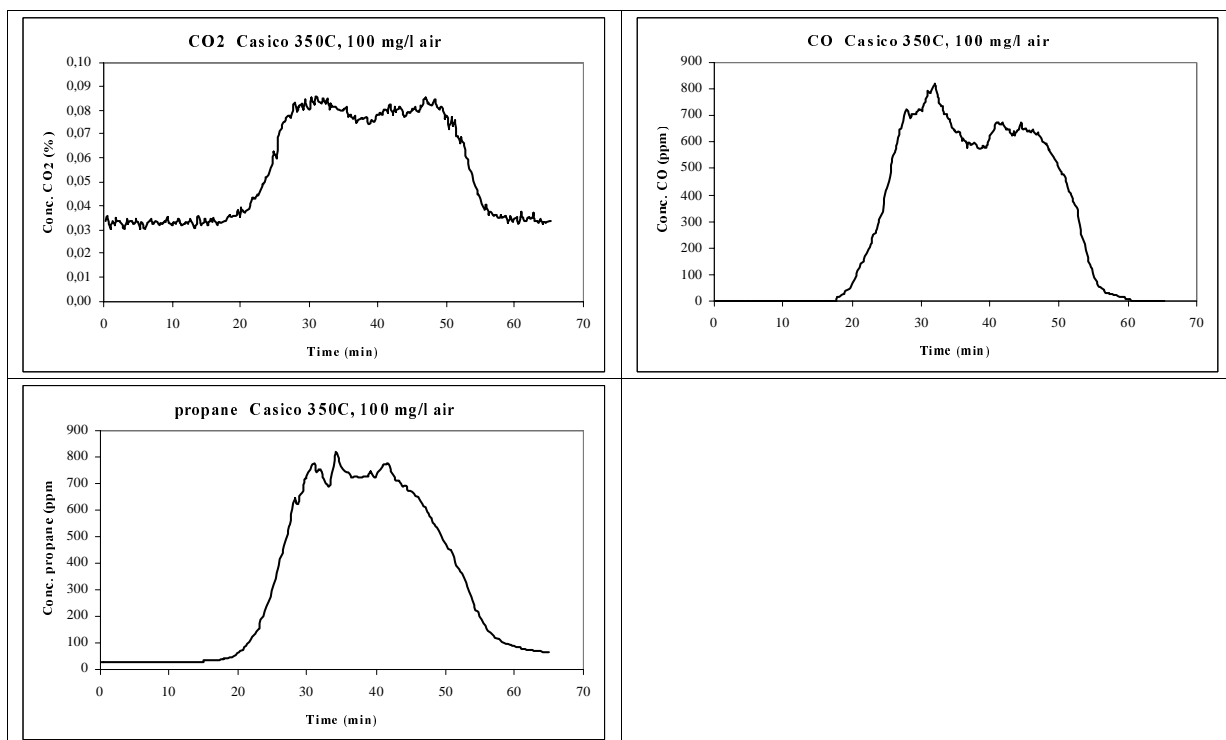 CO2 Casico 350C, 100 mg/l air
Conc. CO2 (%)
0,10
0,09
0,08
0,07
0,06
0,05
0,04
0,03
0,02
0,01
0,00
0 10 20 30 40 50 60 70
Time (min)
CO Casico 350C, 100 mg/l air
Conc. CO (ppm)
900
800
700
600
500
400
300
200
100
0
0 10 20 30 40 50 60 70
Time (min)
propane Casico 350C, 100 mg/l air
Conc. propane (ppm
900
800
700
600
500
400
300
200
100
0
0 10 20 30 40 50 60 70
Time (min)